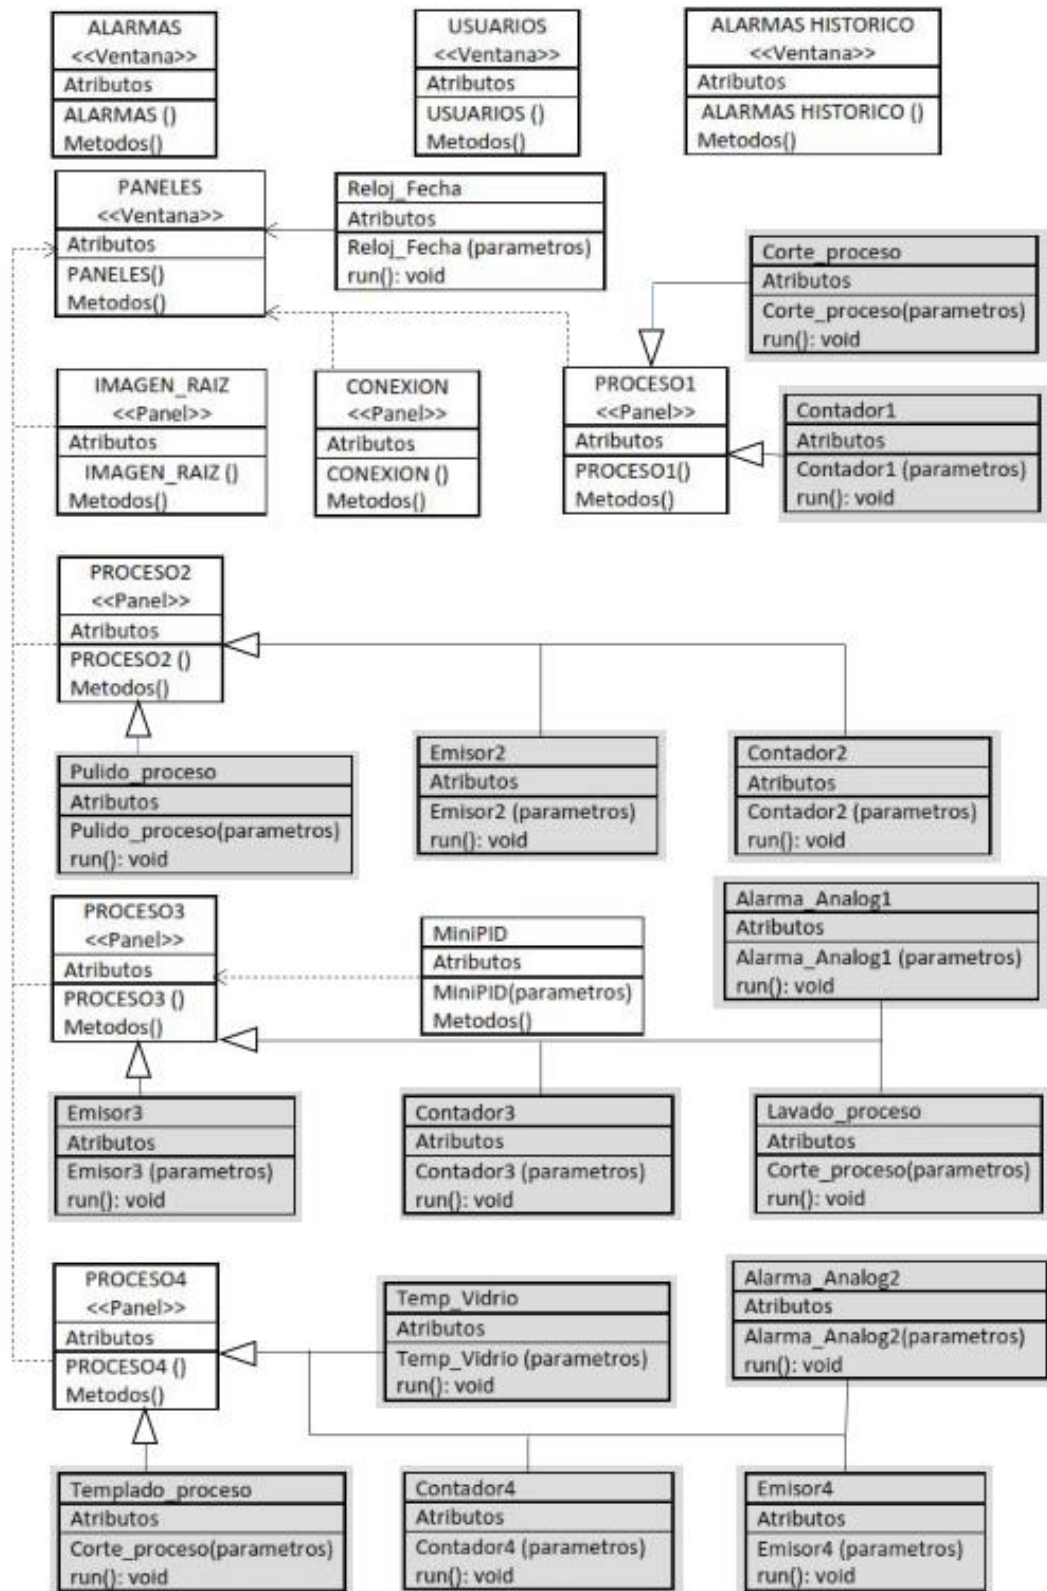 ALARMAS
<<Ventana>>
Atributos
ALARMAS ()
Metodos()
USUARIOS
<<Ventana>>
Atributos
USUARIOS ()
Metodos()
ALARMAS HISTORICO
<<Ventana>>
Atributos
ALARMAS HISTORICO ()
Metodos()
PANELES
<<Ventana>>
Atributos
PANELES()
Metodos()
Reloj_Fecha
Atributos
Reloj_Fecha (parametros)
run(): void
Corte_proceso
Atributos
Corte_proceso(parametros)
run(): void
IMAGEN_RAIZ
<<Panel>>
Atributos
IMAGEN_RAIZ ()
Metodos()
CONEXION
<<Panel>>
Atributos
CONEXION ()
Metodos()
PROCESO1
<<Panel>>
Atributos
PROCESO1()
Metodos()
Contador1
Atributos
Contador1 (parametros)
run(): void
PROCESO2
<<Panel>>
Atributos
PROCESO2 ()
Metodos()
Pulido_proceso
Atributos
Pulido_proceso(parametros)
run(): void
Emisor2
Atributos
Emisor2 (parametros)
run(): void
Contador2
Atributos
Contador2 (parametros)
run(): void
PROCESO3
<<Panel>>
Atributos
PROCESO3 ()
Metodos()
MiniPID
Atributos
MiniPID(parametros)
Metodos()
Alarma_Analog1
Atributos
Alarma_Analog1 (parametros)
run(): void
Emisor3
Atributos
Emisor3 (parametros)
run(): void
Contador3
Atributos
Contador3 (parametros)
run(): void
Lavado_proceso
Atributos
Corte_proceso(parametros)
run(): void
PROCESO4
<<Panel>>
Atributos
PROCESO4 ()
Metodos()
Temp_Vidrio
Atributos
Temp_Vidrio (parametros)
run(): void
Alarma_Analog2
Atributos
Alarma_Analog2(parametros)
run(): void
Templado_proceso
Atributos
Corte_proceso(parametros)
run(): void
Contador4
Atributos
Contador4 (parametros)
run(): void
Emisor4
Atributos
Emisor4 (parametros)
run(): void